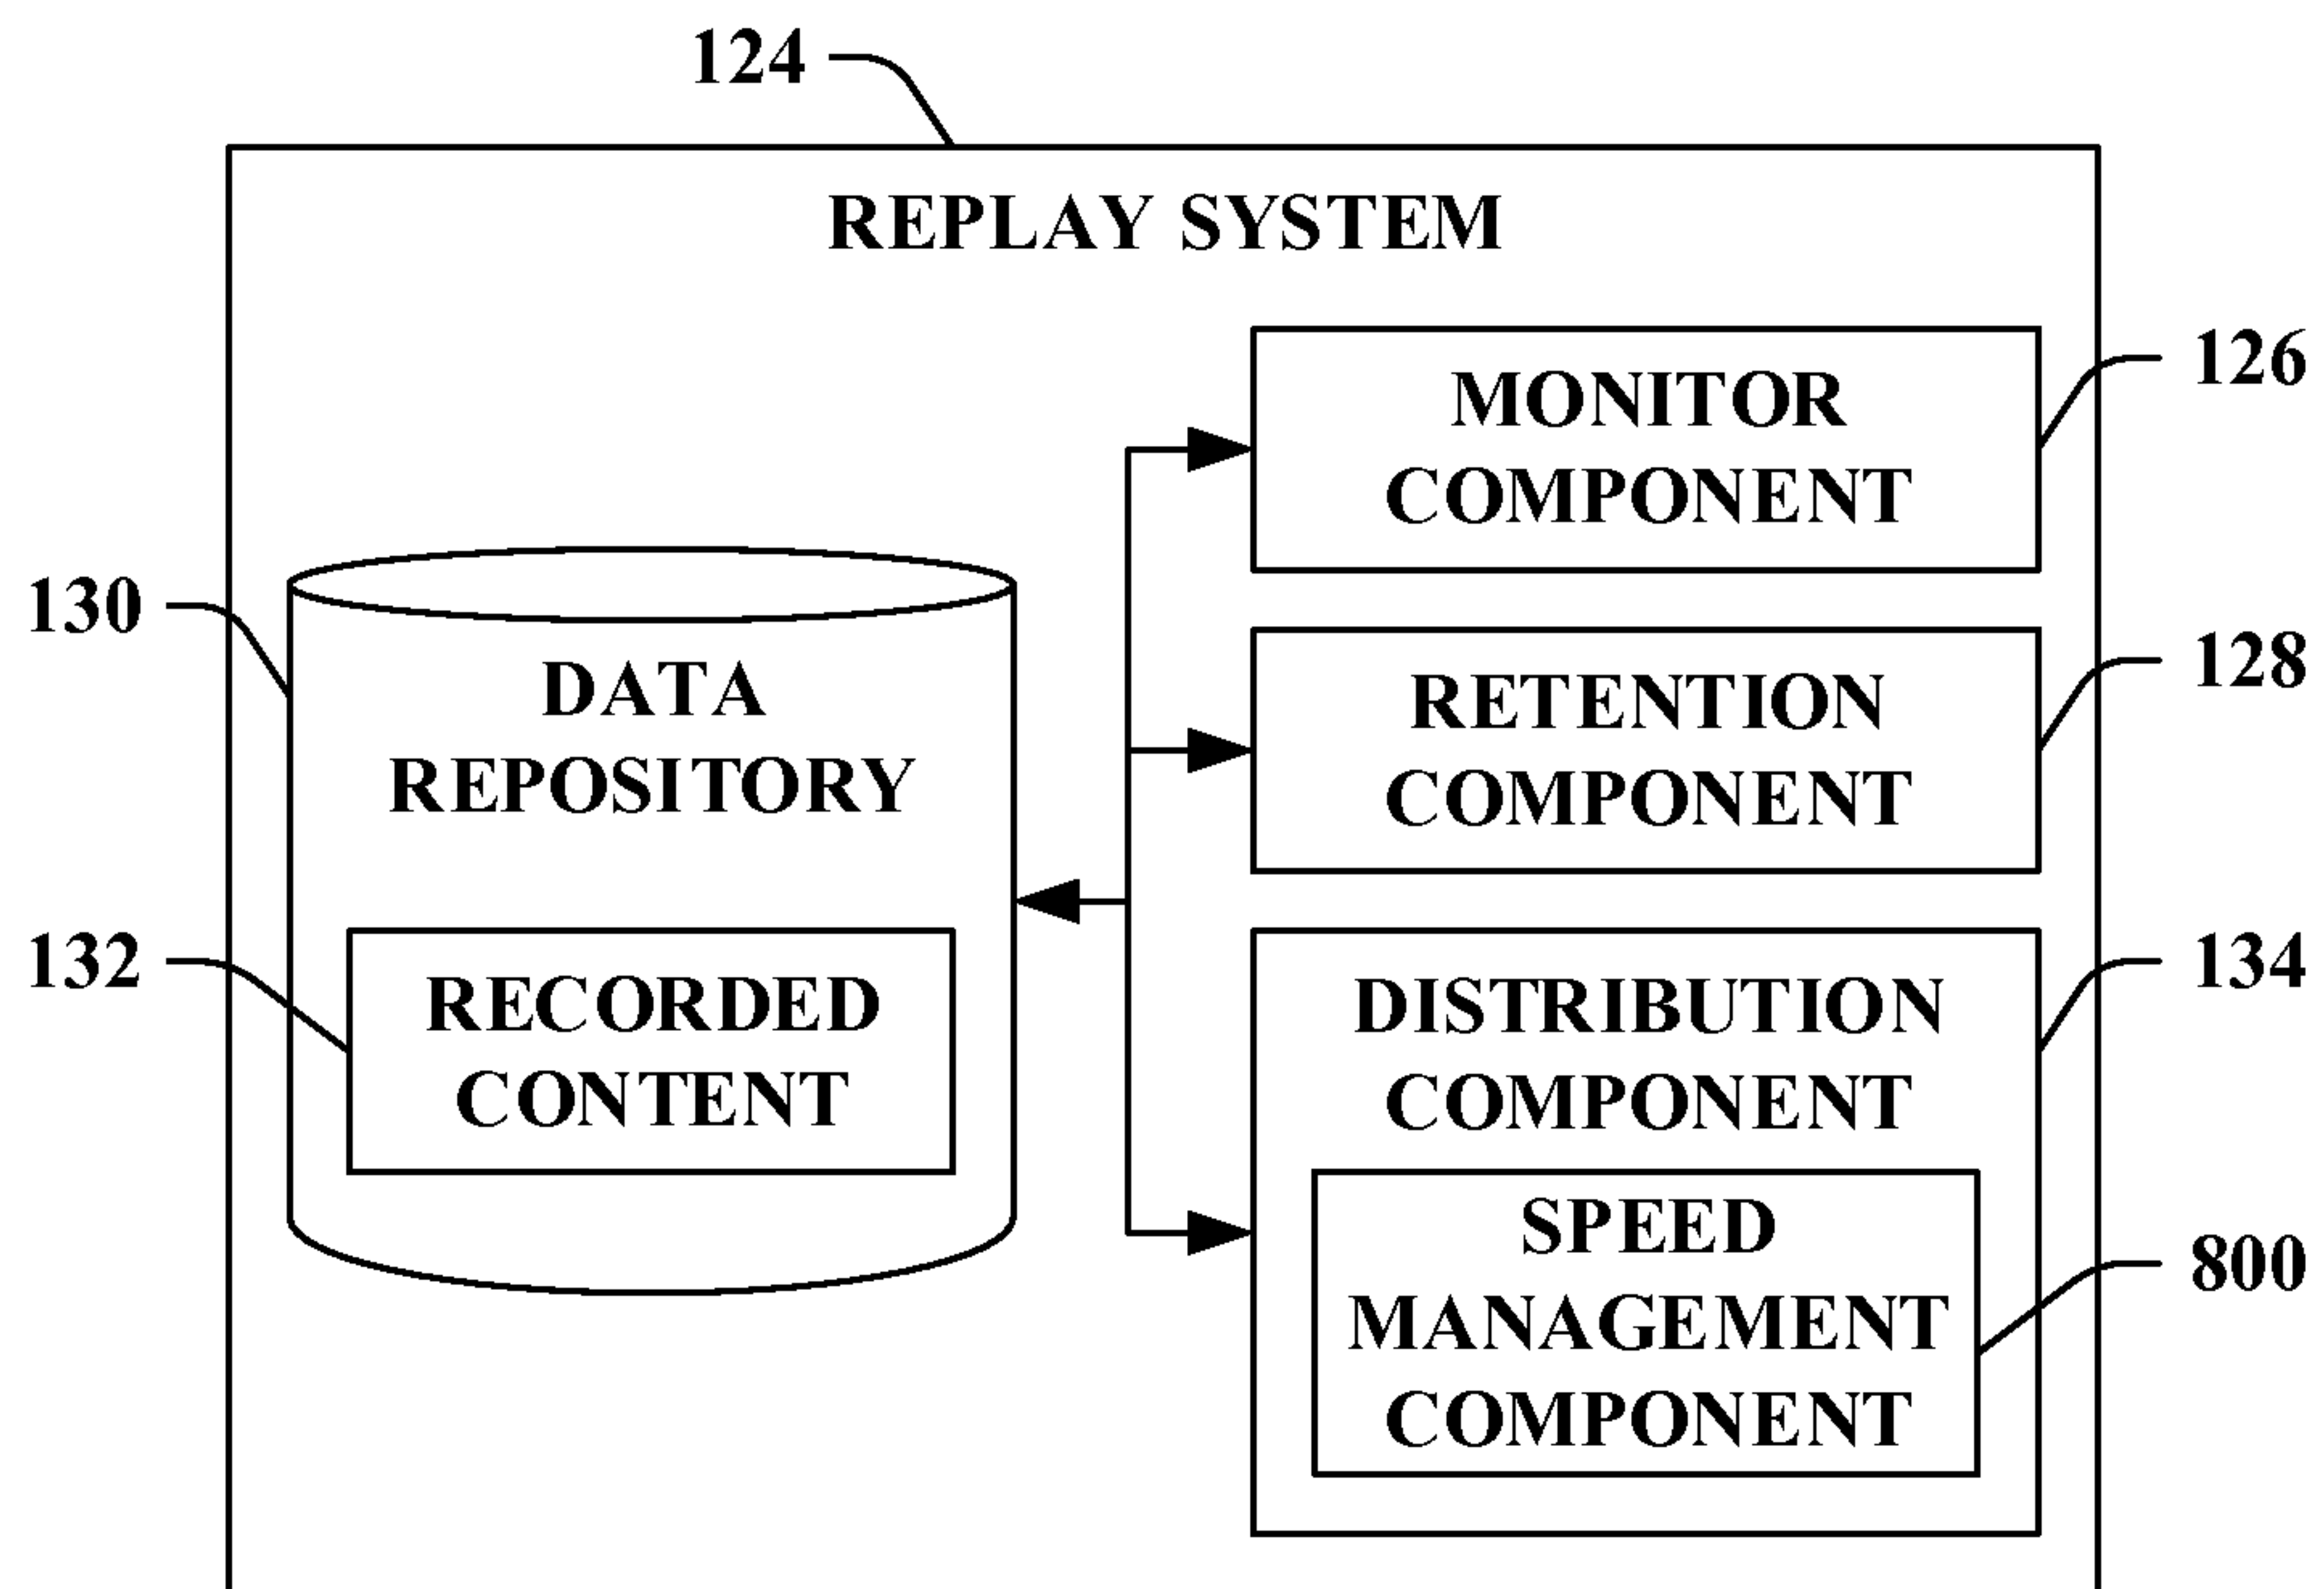 124
REPLAY SYSTEM
MONITOR
COMPONENT
126
130
DATA
REPOSITORY
RETENTION
COMPONENT
128
132
RECORDED
CONTENT
DISTRIBUTION
COMPONENT
134
SPEED
MANAGEMENT
COMPONENT
800